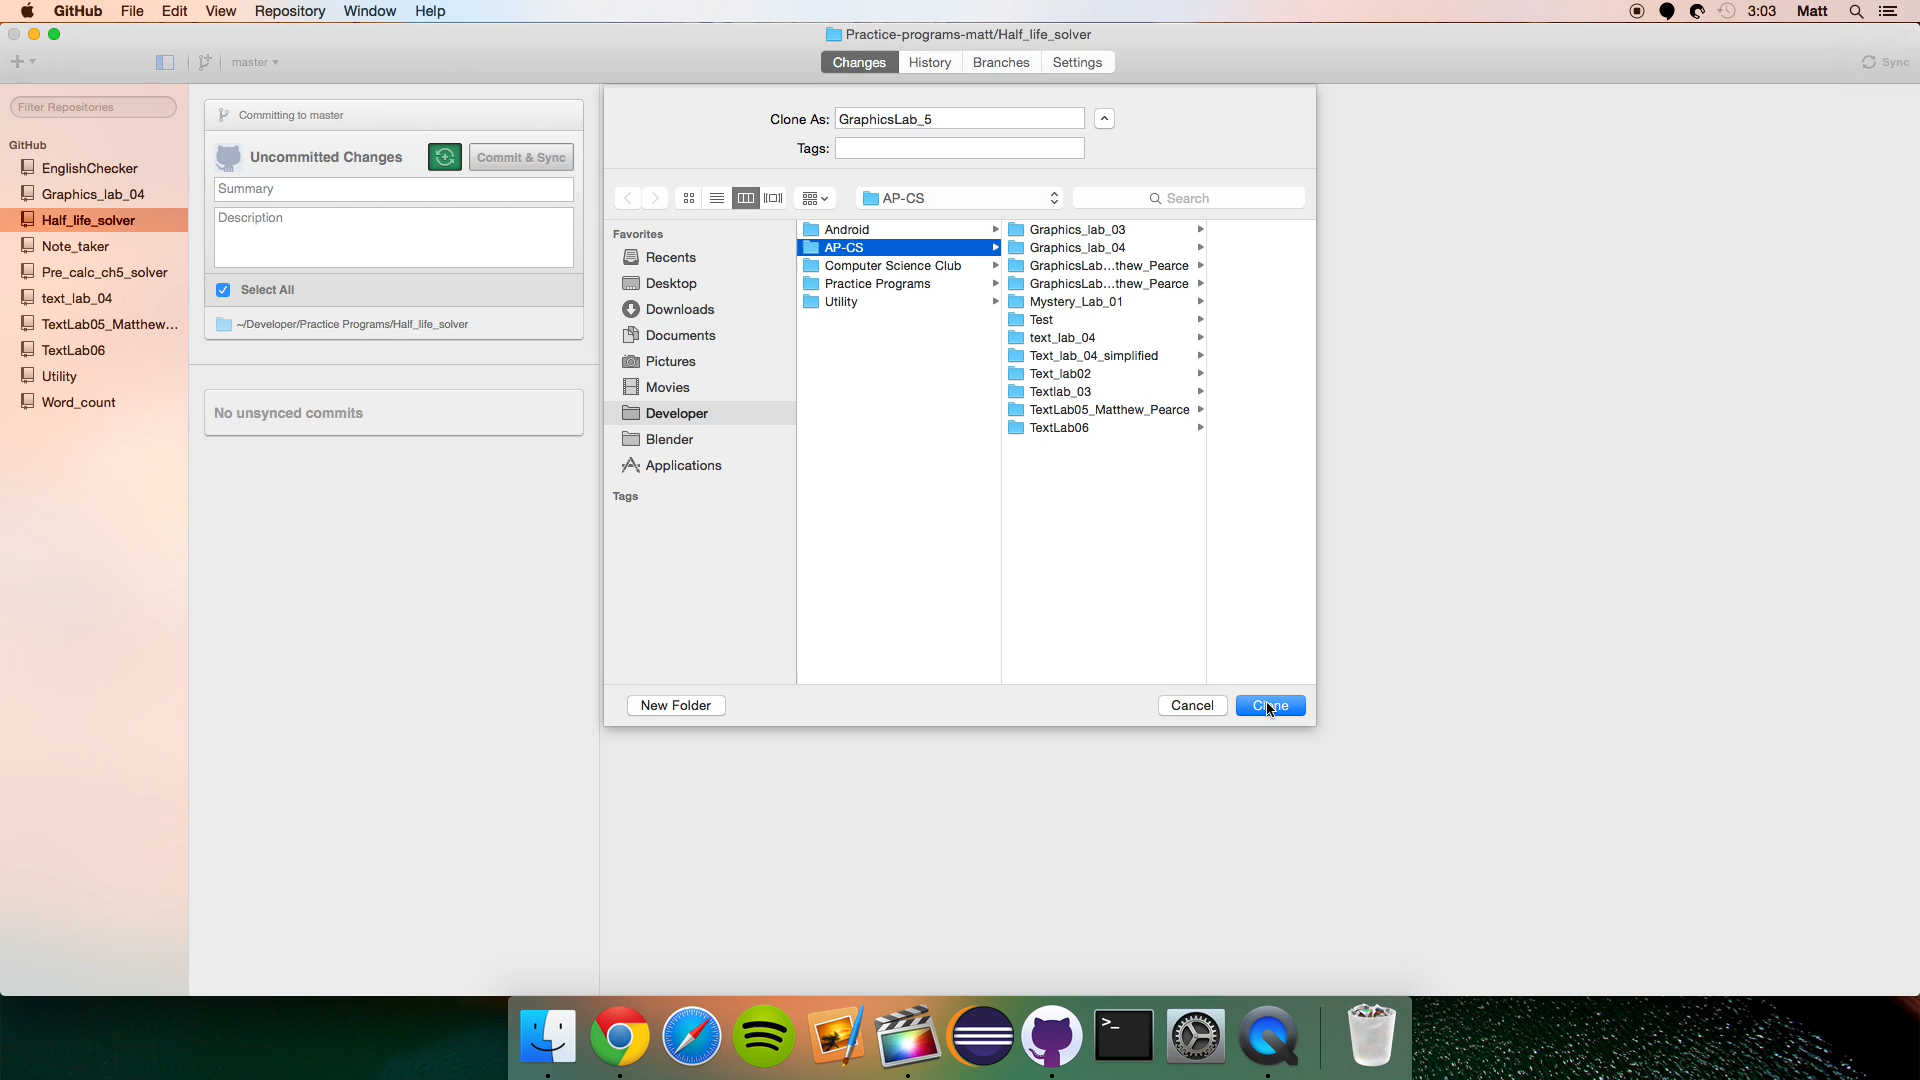 GitHub File Edit View Repository Window Help 3:03 Matt
Practice-programs-matt/Half_life_solver
master Changes History Branches Settings Sync
Filter Repositories
GitHub
EnglishChecker
Graphics_lab_04
Half_life_solver
Note_taker
Pre_calc_ch5_solver
text_lab_04
TextLab05_Matthew...
TextLab06
Utility
Word_count
Committing to master
Uncommitted Changes Commit & Sync
Summary
Description
Select All
~/Developer/Practice Programs/Half_life_solver
No unsynced commits
Clone As: GraphicsLab_5
Tags:
AP-CS Search
Favorites
Recents
Desktop
Downloads
Documents
Pictures
Movies
Developer
Blender
Applications
Tags
Android
AP-CS
Computer Science Club
Practice Programs
Utility
Graphics_lab_03
Graphics_lab_04
GraphicsLab...thew_Pearce
GraphicsLab...thew_Pearce
Mystery_Lab_01
Test
text_lab_04
Text_lab_04_simplified
Text_lab02
Textlab_03
TextLab05_Matthew_Pearce
TextLab06
New Folder Cancel Clone